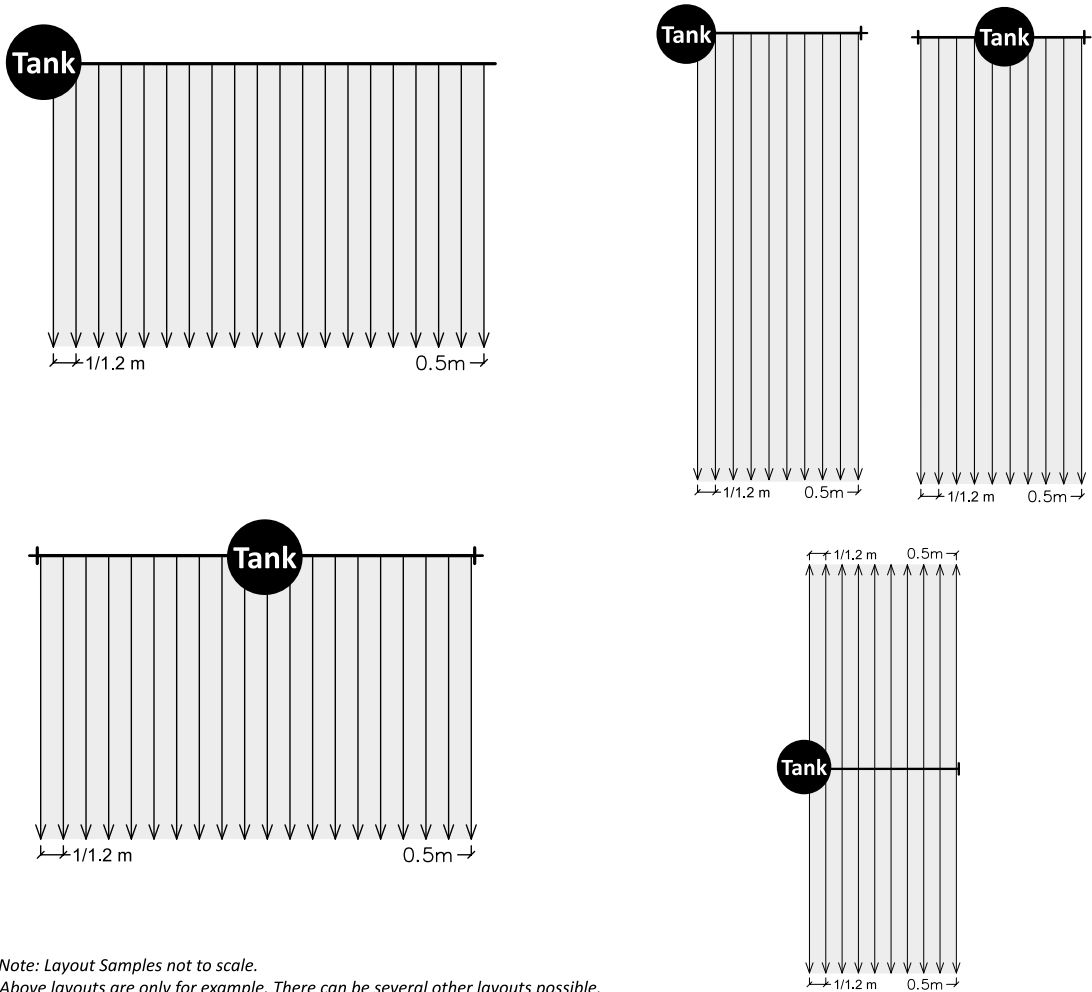 Tank
1/1.2 m 0.5m
Tank
1/1.2 m 0.5m
Tank
1/1.2 m 0.5m
Tank
1/1.2 m 0.5m
1/1.2 m 0.5m
Tank
1/1.2 m 0.5m
Note: Layout Samples not to scale.
Above layouts are only for example. There can be several other layouts possible.